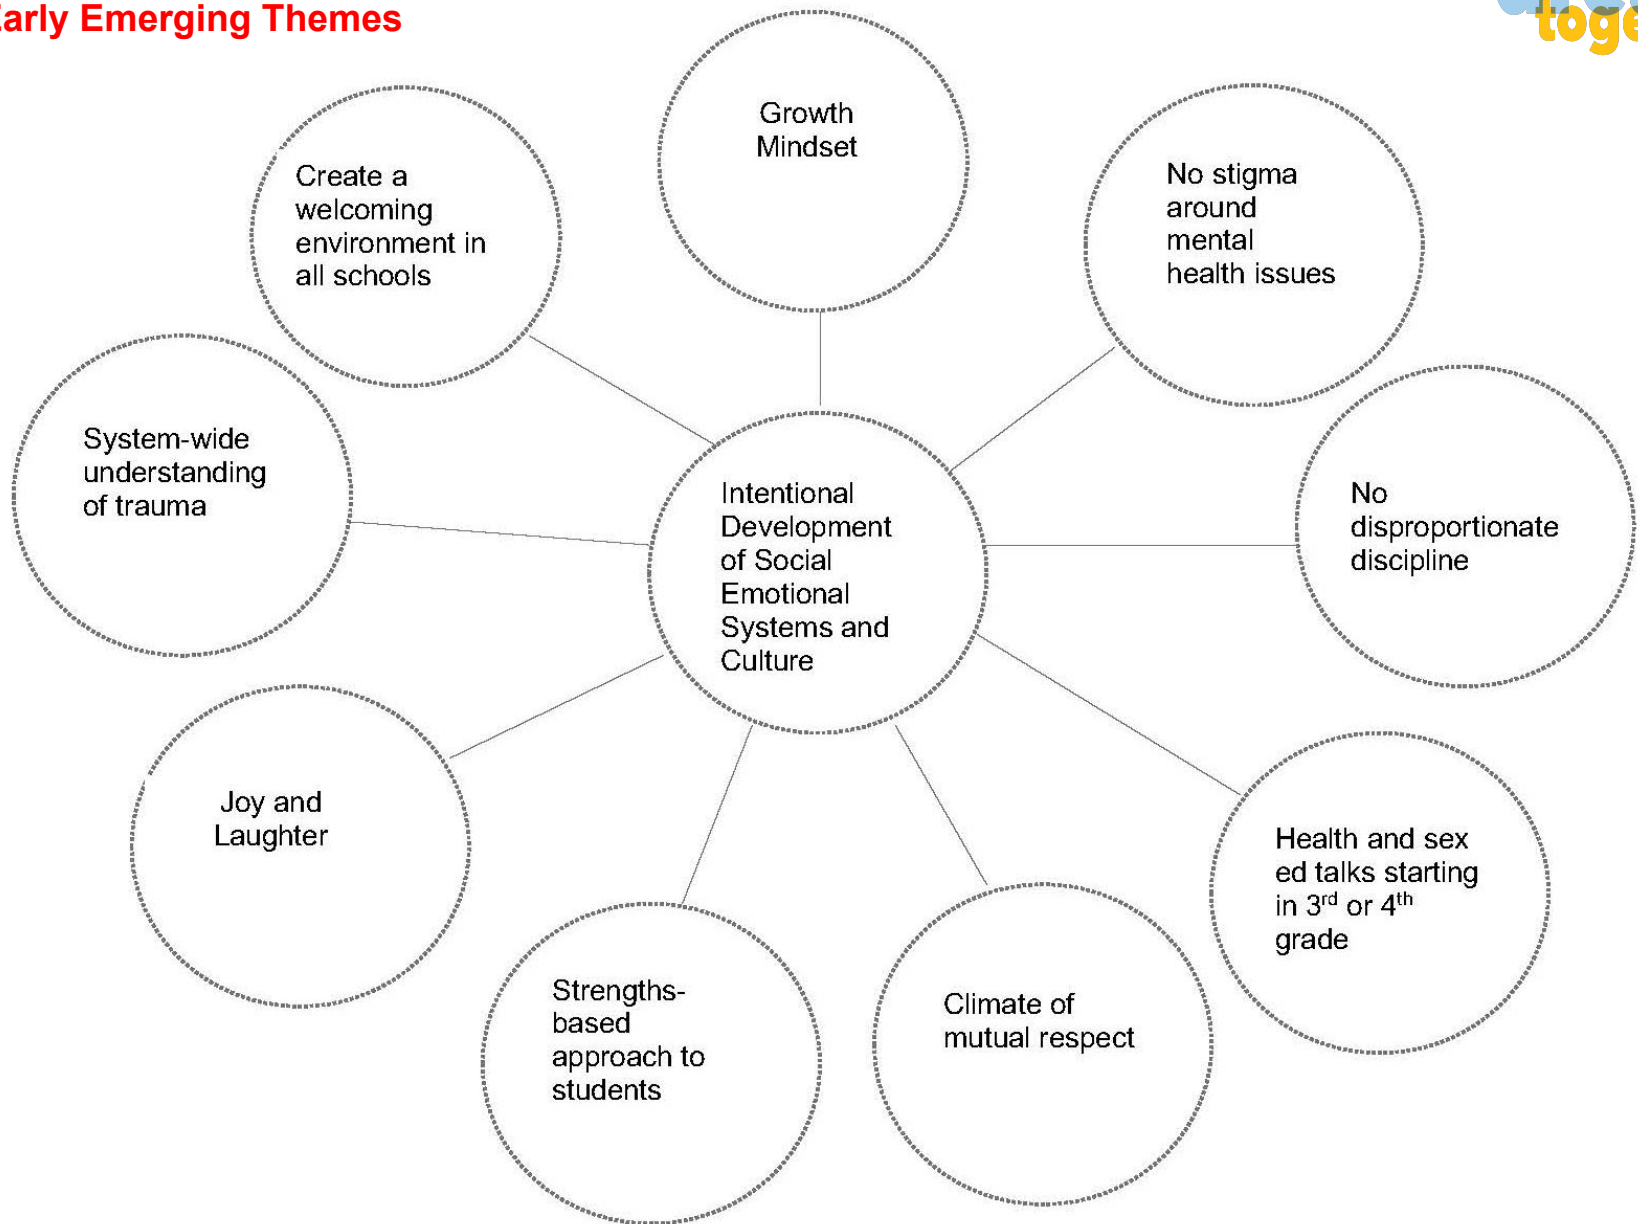 Early Emerging Themes
toge
Growth
Mindset
Create a
welcoming
environment in
all schools
No stigma
around
mental
health issues
System-wide
understanding
of trauma
Intentional
Development
of Social
Emotional
Systems and
Culture
No
disproportionate
discipline
Joy and
Laughter
Health and sex
ed talks starting
in 3rd or 4th
grade
Strengths-
based
approach to
students
Climate of
mutual respect